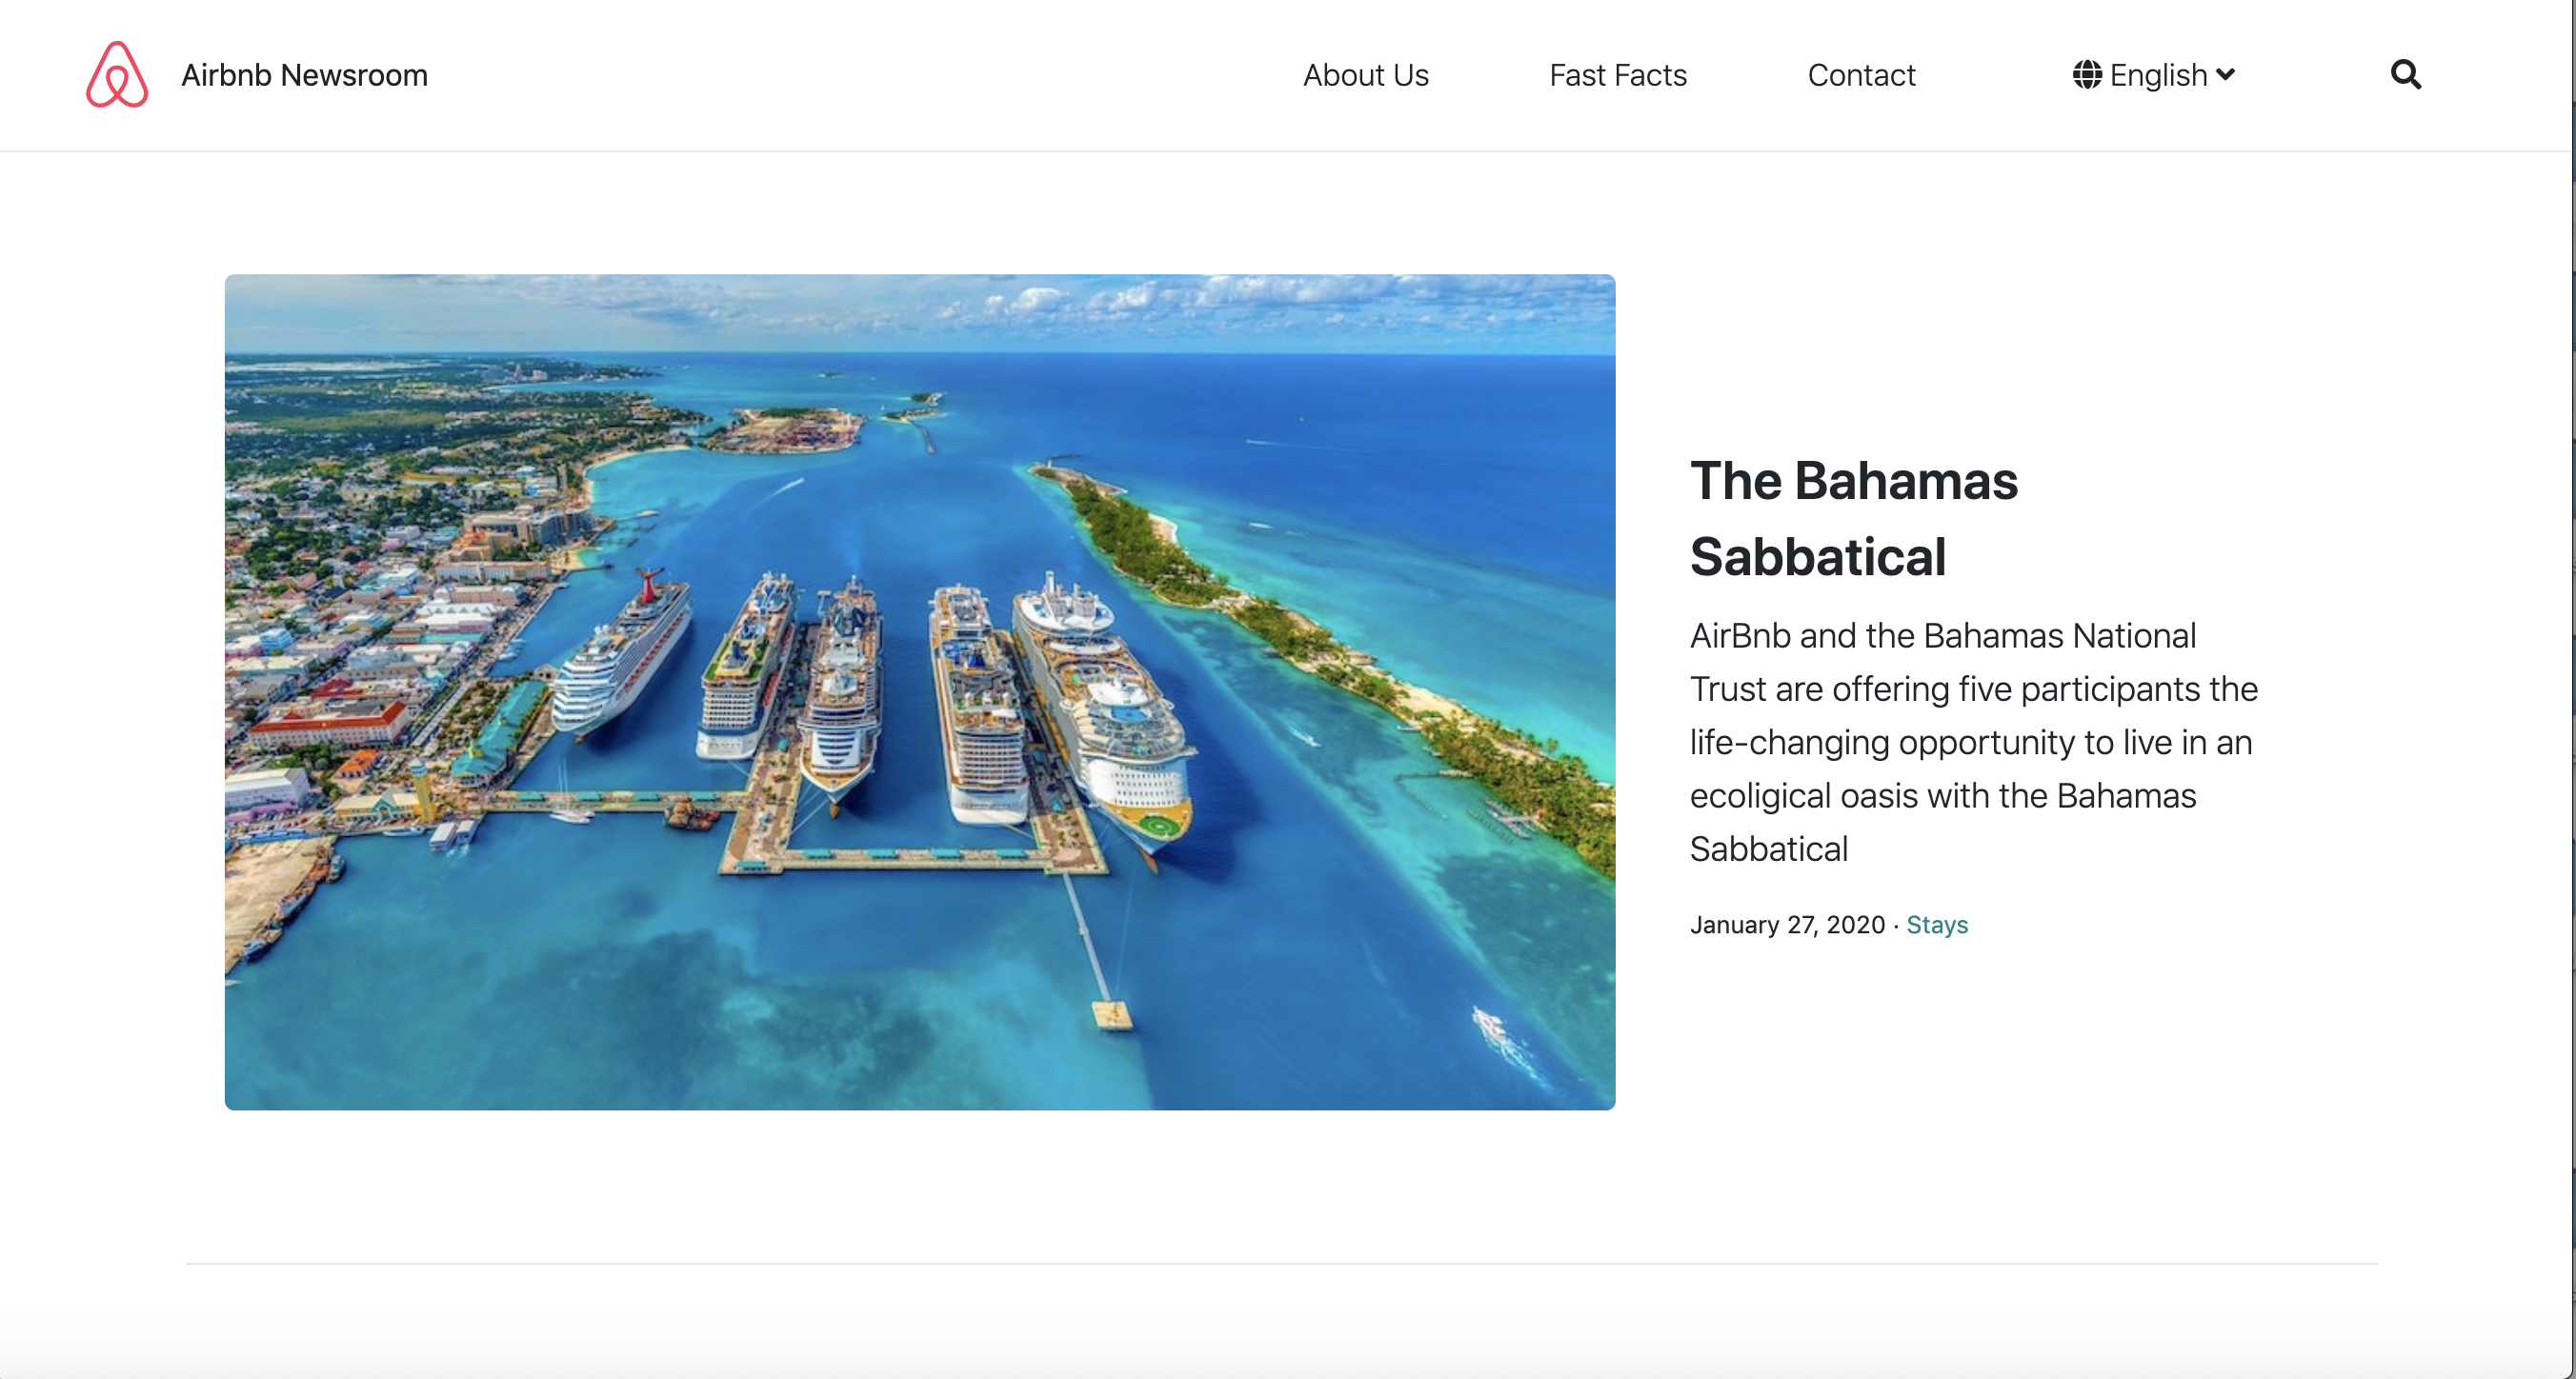 Airbnb Newsroom
About Us
Fast Facts
Contact
English
The Bahamas
Sabbatical
AirBnb and the Bahamas National
Trust are offering five participants the
life-changing opportunity to live in an
ecoligical oasis with the Bahamas
Sabbatical
January 27, 2020 · Stays